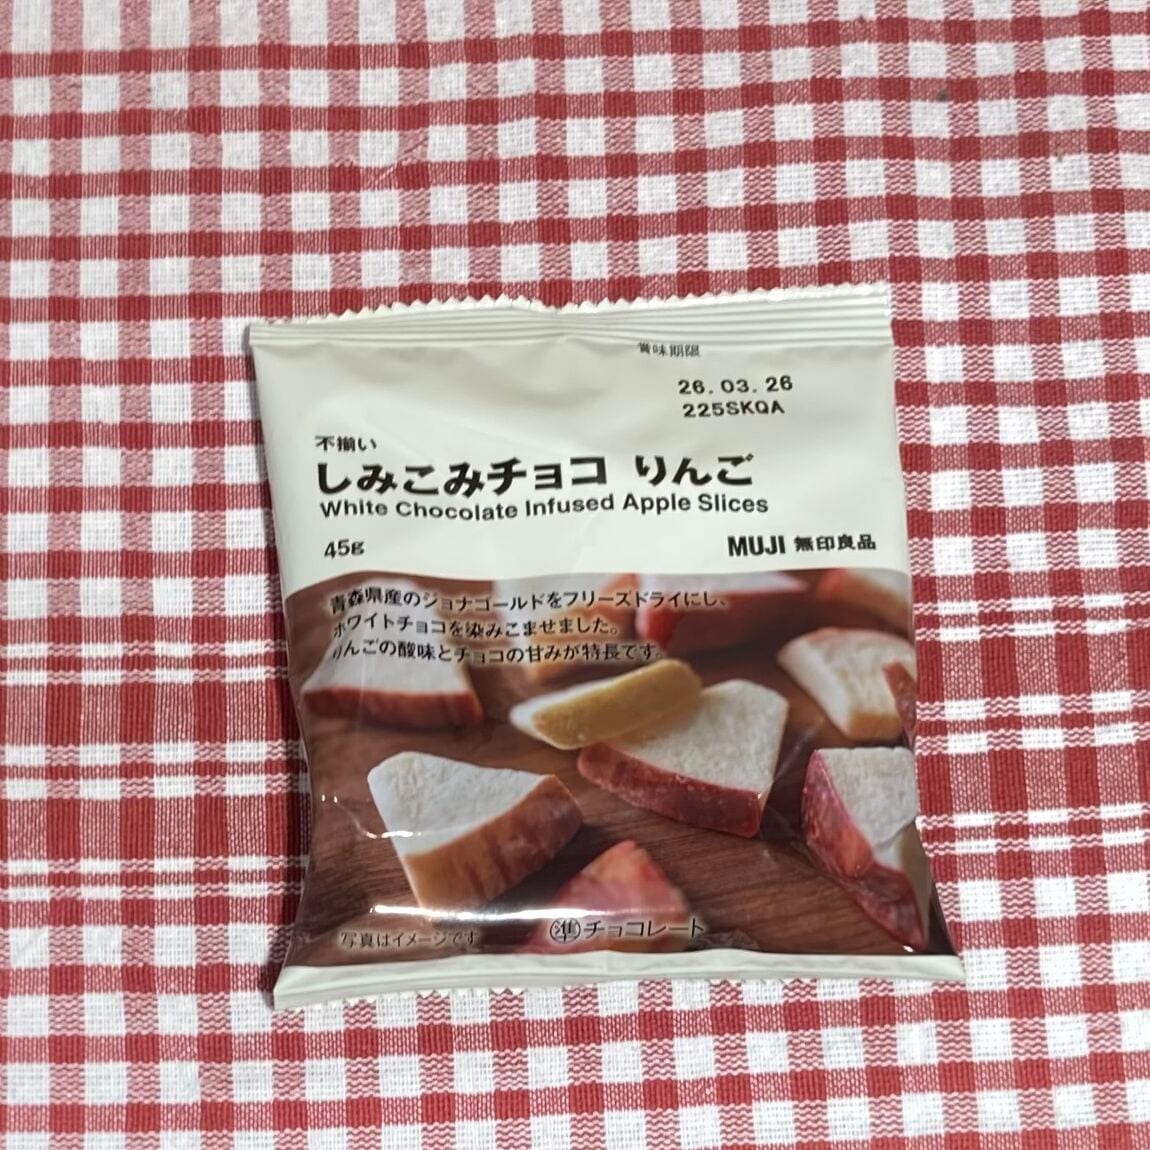 賞味期限
26.03.26
225SKQA
不揃い
しみこみチョコ りんご
White Chocolate Infused Apple Slices
45g
MUJI 無印良品
青森県産のジョナゴールドをフリーズドライにし、
ホワイトチョコを染みこませました。
りんごの酸味とチョコの甘みが特長です。
写真はイメージです
準チョコレート